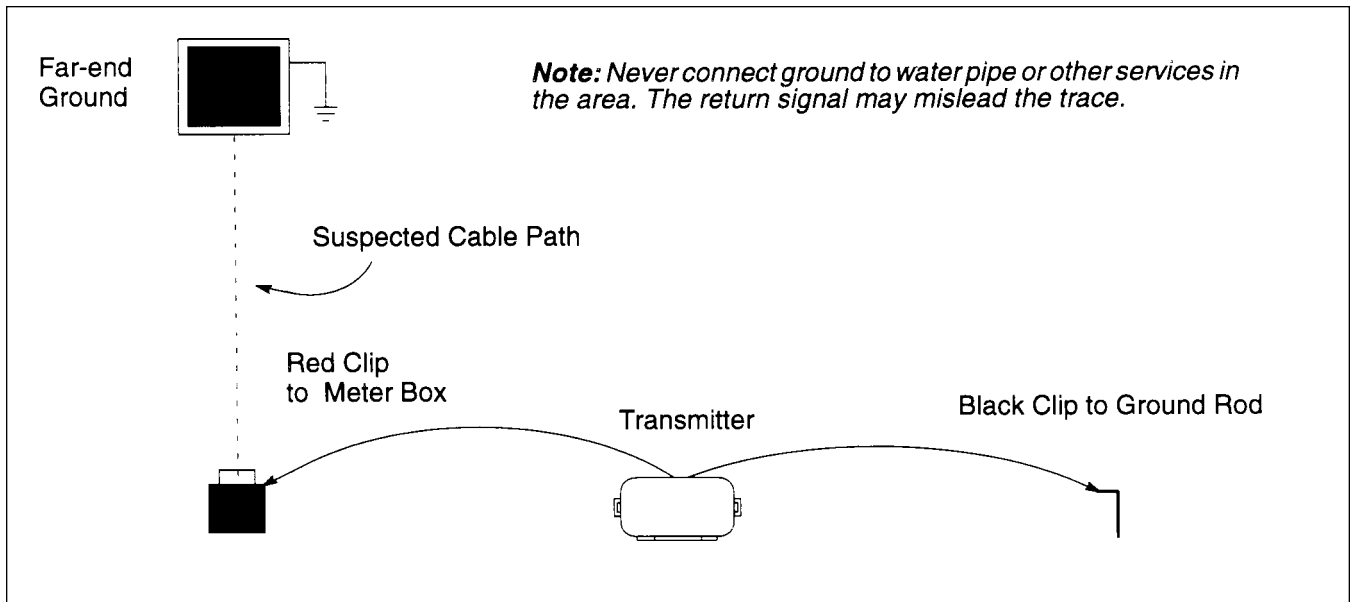 Far-end
Ground
Note: Never connect ground to water pipe or other services in
the area. The return signal may mislead the trace.
Suspected Cable Path
Red Clip
to Meter Box
Transmitter
Black Clip to Ground Rod